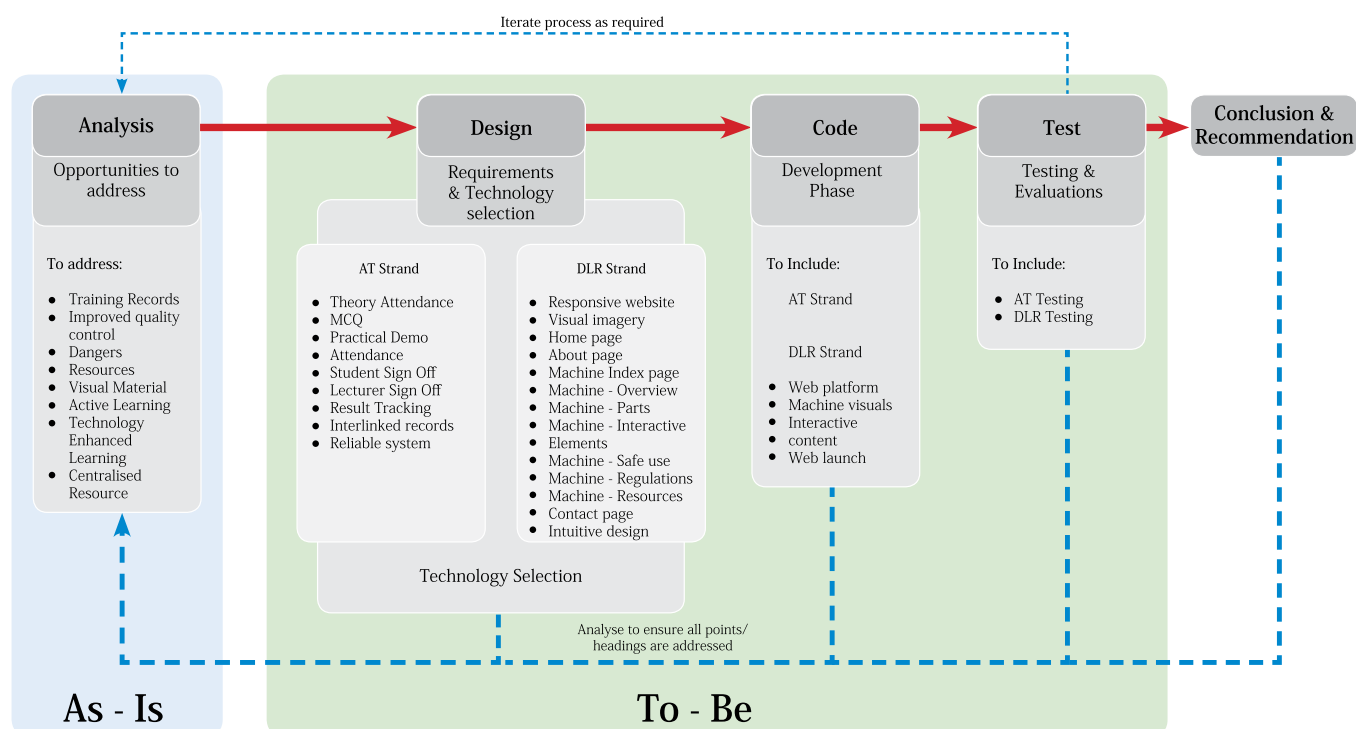 Iterate process as required
Analysis
Opportunities to
address
To address:
● Training Records
● Improved quality
control
● Dangers
● Resources
● Visual Material
● Active Learning
● Technology
Enhanced
Learning
● Centralised
Resource
As - Is
Design
Requirements
& Technology
selection
AT Strand
● Theory Attendance
● MCQ
● Practical Demo
● Attendance
● Student Sign Off
● Lecturer Sign Off
● Result Tracking
● Interlinked records
● Reliable system
DLR Strand
● Responsive website
● Visual imagery
● Home page
● About page
● Machine Index page
● Machine - Overview
● Machine - Parts
● Machine - Interactive
● Elements
● Machine - Safe use
● Machine - Regulations
● Machine - Resources
● Contact page
● Intuitive design
Technology Selection
Code
Development
Phase
To Include:
AT Strand
DLR Strand
● Web platform
● Machine visuals
● Interactive
● content
● Web launch
Test
Testing &
Evaluations
To Include:
● AT Testing
● DLR Testing
Conclusion &
Recommendation
Analyse to ensure all points/
headings are addressed
To - Be